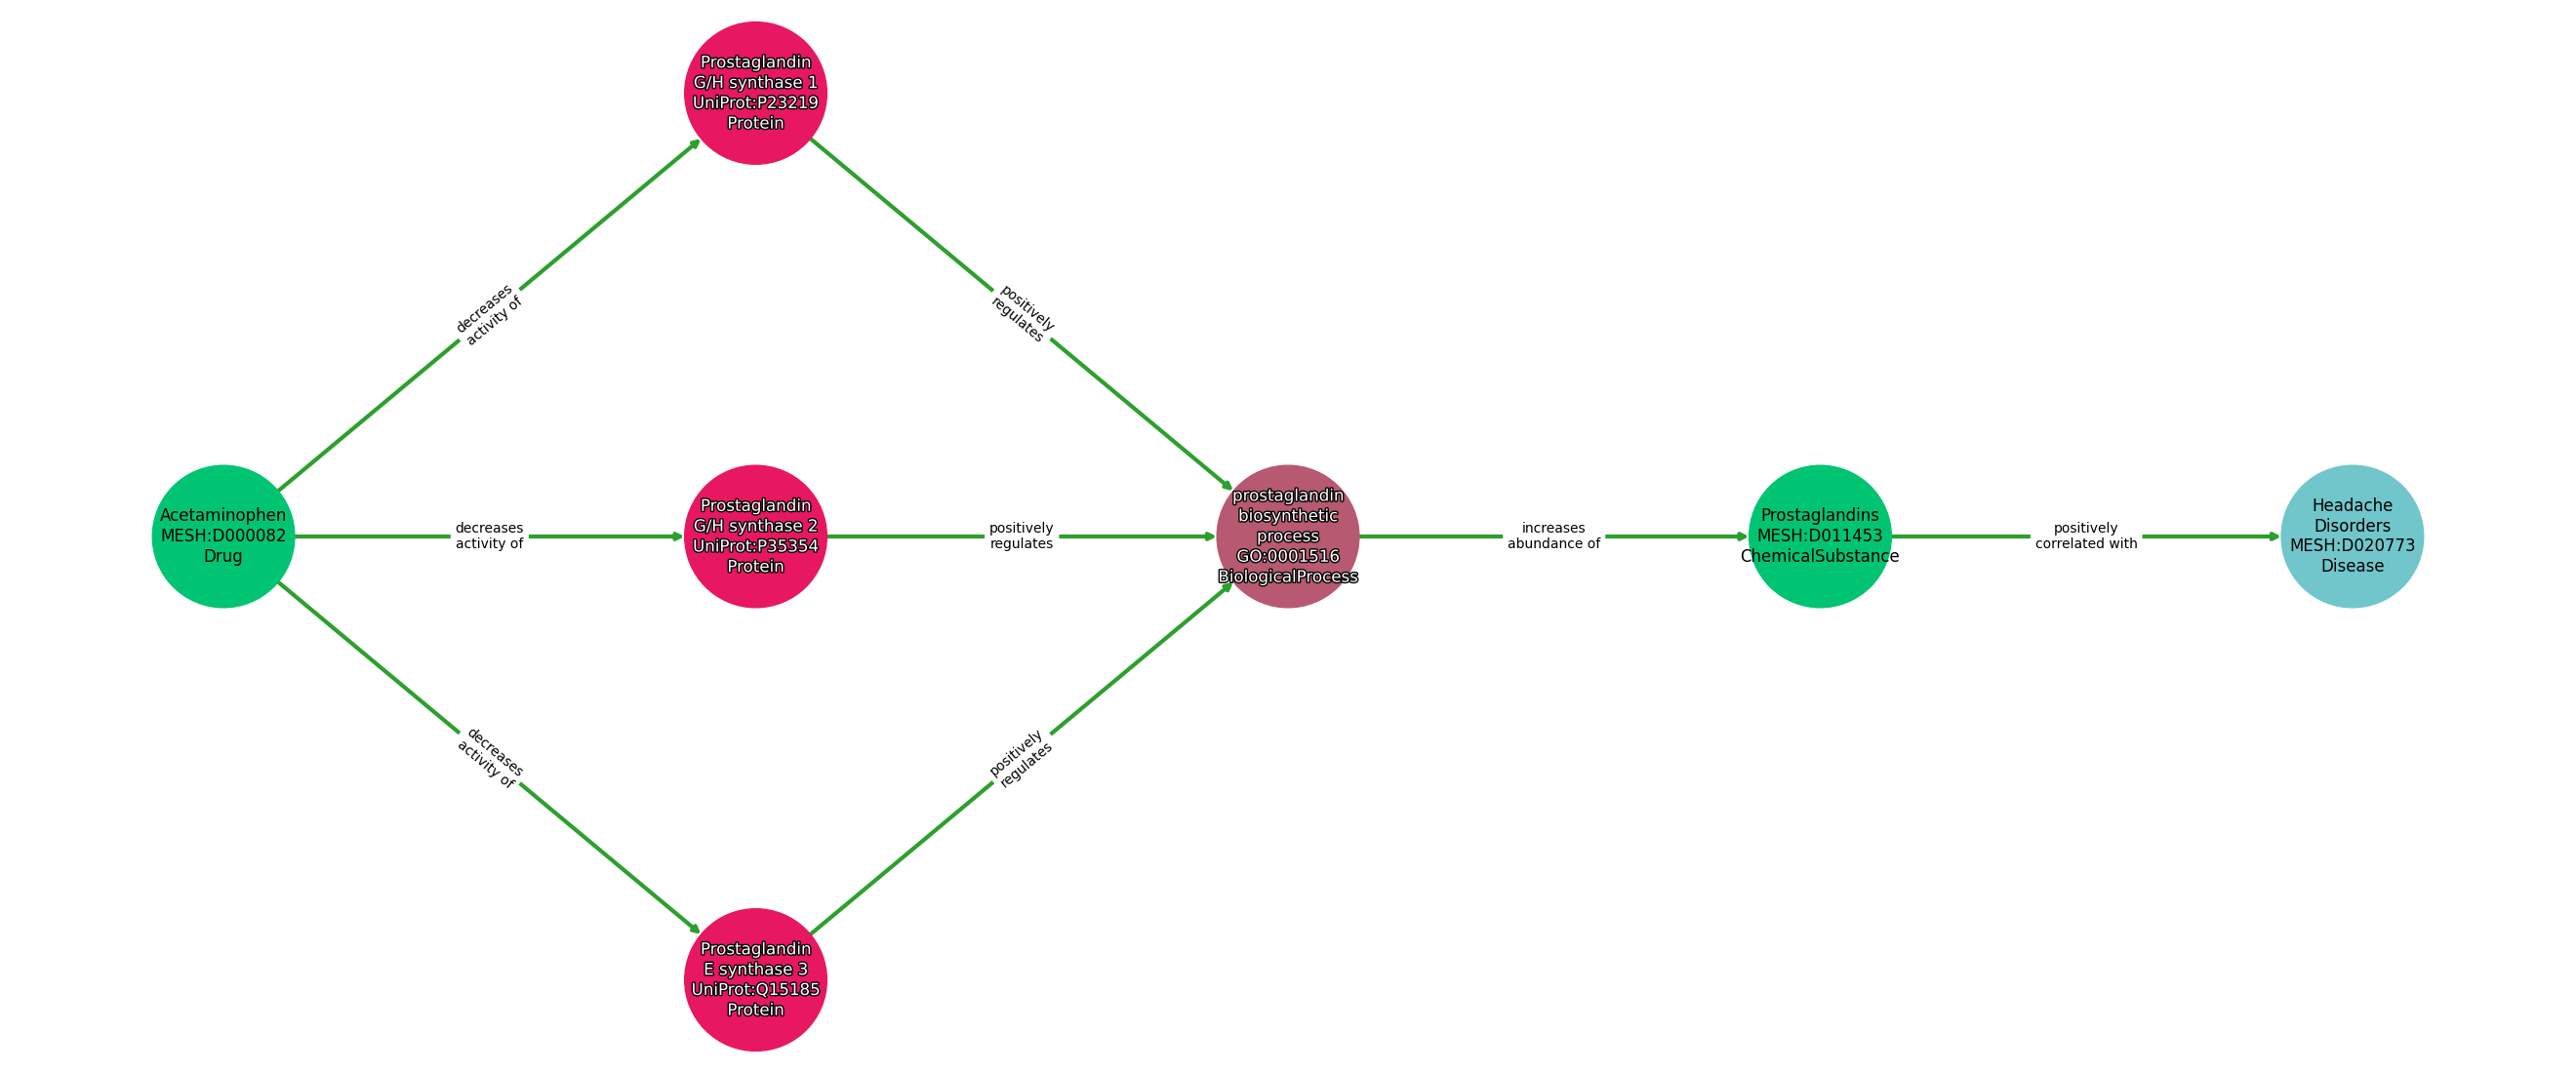 Prostaglandin
G/H synthase 1
UniProt:P23219
Protein
decreases
activity of
positively
regulates
Acetaminophen
MESH:D000082
Drug
decreases
activity of
Prostaglandin
G/H synthase 2
UniProt:P35354
Protein
positively
regulates
prostaglandin
biosynthetic
process
GO:0001516
BiologicalProcess
increases
abundance of
Prostaglandins
MESH:D011453
ChemicalSubstance
positively
correlated with
Headache
Disorders
MESH:D020773
Disease
decreases
activity of
positively
regulates
Prostaglandin
E synthase 3
UniProt:Q15185
Protein